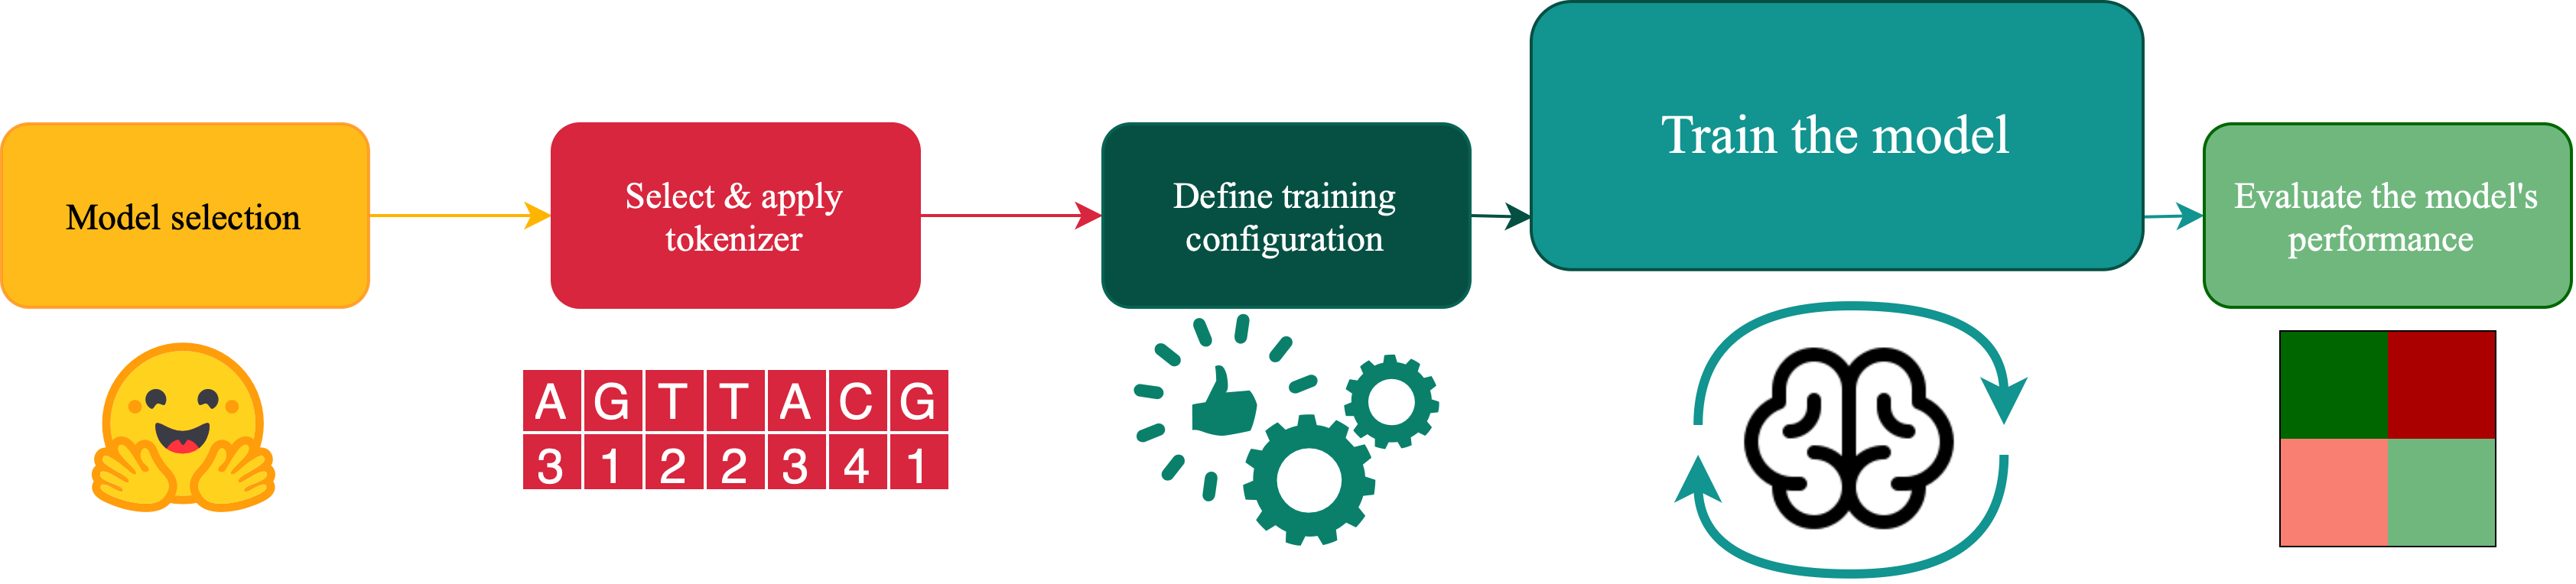 Model selection
Select & apply
tokenizer
Define training
configuration
Train the model
Evaluate the model's
performance
A G T T A C G
3 1 2 2 3 4 1